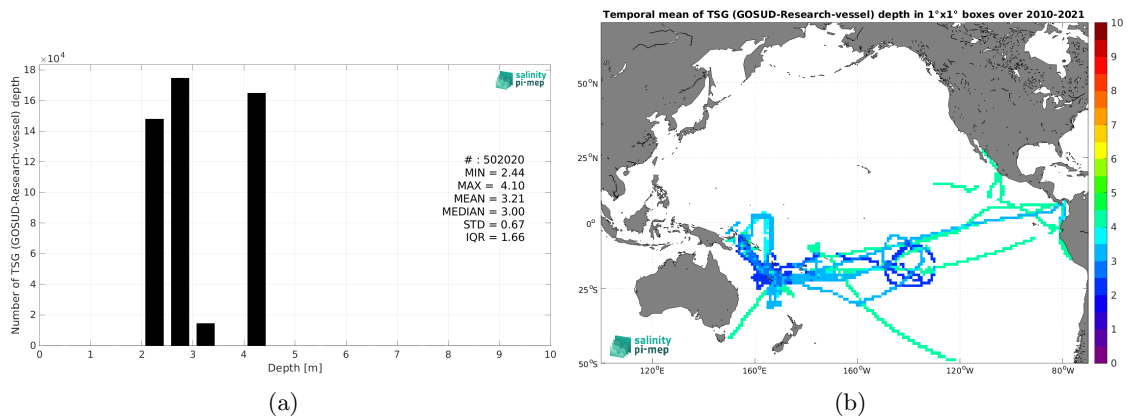 ×10⁴
18
16
14
12
10
8
6
4
2
0
Number of TSG (GOSUD-Research-vessel) depth
0 1 2 3 4 5 6 7 8 9 10
Depth [m]
salinity
pi-mep
# : 502020
MIN = 2.44
MAX = 4.10
MEAN = 3.21
MEDIAN = 3.00
STD = 0.67
IQR = 1.66
(a)
Temporal mean of TSG (GOSUD-Research-vessel) depth in 1°x1° boxes over 2010-2021
50°N
25°N
0°
25°S
50°S
120°E 160°E 160°W 120°W 80°W
salinity
pi-mep
10
9
8
7
6
5
4
3
2
1
0
(b)